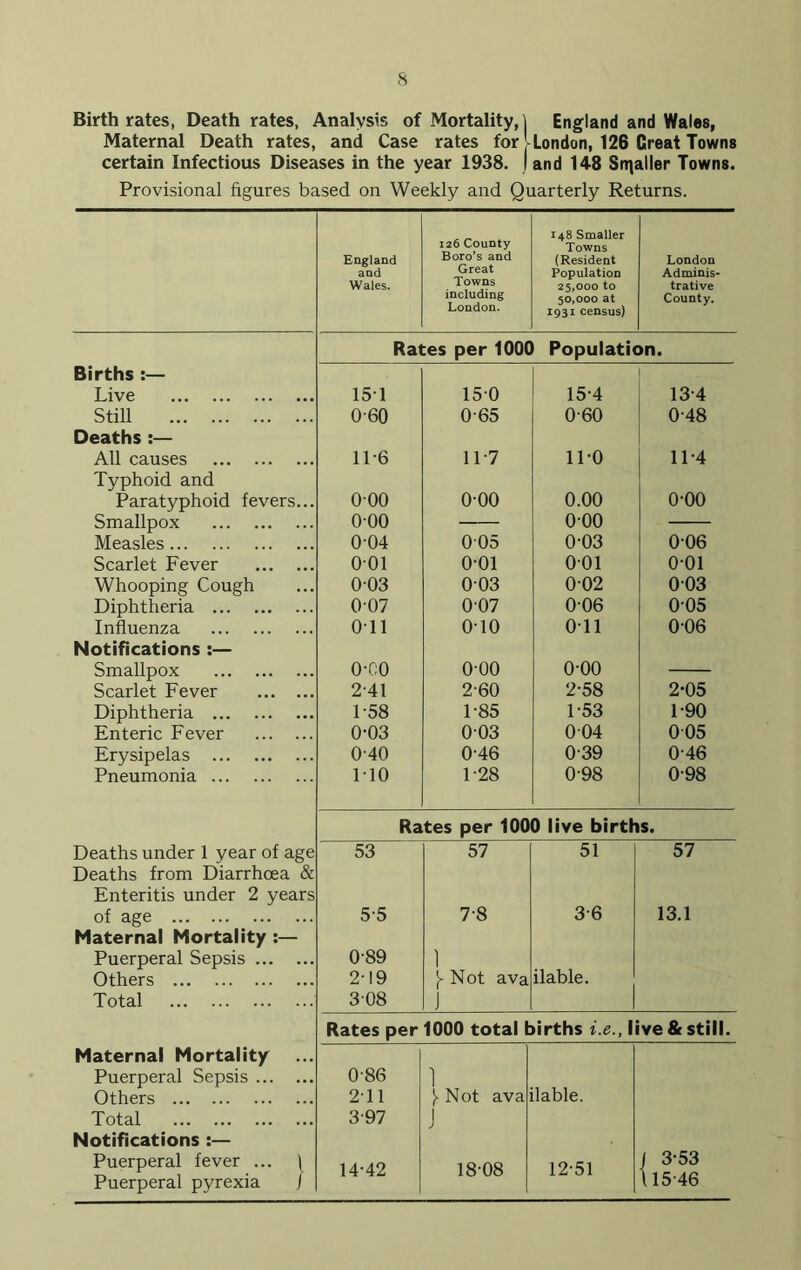 8
Birth rates, Death rates, Analysis of Mortality, England and Wales,
Maternal Death rates, and Case rates for London, 126 Great Towns
certain Infectious Diseases in the year 1938. and 148 Smaller Towns.
Provisional figures based on Weekly and Quarterly Returns.
England and Wales. | 126 County Boro's and Great Towns including London. | 148 Smaller Towns (Resident Population 25,000 to 50,000 at 1931 census) | London Adminis-trative County.
Rates per 1000 Population.
Births :—
Live ... ... ... ... 15·1 15·0 15·4 13·4
Still ... ... ... ... 0·60 0·65 0·60 0·48
Deaths :—
All causes ... ... ... 11·6 11·7 11·0 11·4
Typhoid and
Paratyphoid fevers... 0·00 0·00 0.00 0·00
Smallpox ... ... ... 0·00 — 0·00 —
Measles... ... ... ... 0·04 0·05 0·03 0·06
Scarlet Fever ... ... 0·01 0·01 0·01 0·01
Whooping Cough ... 0·03 0·03 0·02 0·03
Diphtheria ... ... ... 0·07 0·07 0·06 0·05
Influenza ... ... ... 0·11 0·10 0·11 0·06
Notifications :—
Smallpox ... ... ... 0·00 0·00 0·00 —
Scarlet Fever ... ... 2·41 2·60 2·58 2·05
Diphtheria ... ... ... 1·58 1·85 1·53 1·90
Enteric Fever ... ... 0·03 0·03 0·04 0·05
Erysipelas ... ... ... 0·40 0·46 0·39 0·46
Pneumonia ... ... ... 1·10 1·28 0·98 0·98
Rates per 1000 live births.
Deaths under 1 year of age 53 57 51 57
Deaths from Diarrhœa &
Enteritis under 2 years
of age ... ... ... ... 5·5 7·8 3·6 13.1
Maternal Mortality :—
Puerperal Sepsis ... ... 0·89
Others ... ... ... ... 2·19 } Not available.
Total ... ... ... ... 3·08
Rates per 1000 total births i.e., live & still.
Maternal Mortality ...
Puerperal Sepsis ... ... 0·86
Others ... ... ... ... 2·11 } Not available.
Total ... ... ... ... 3·97
Notifications :—
Puerperal fever ... } 14·42 18·08 12·51 { 3·53
Puerperal pyrexia } { 15·46